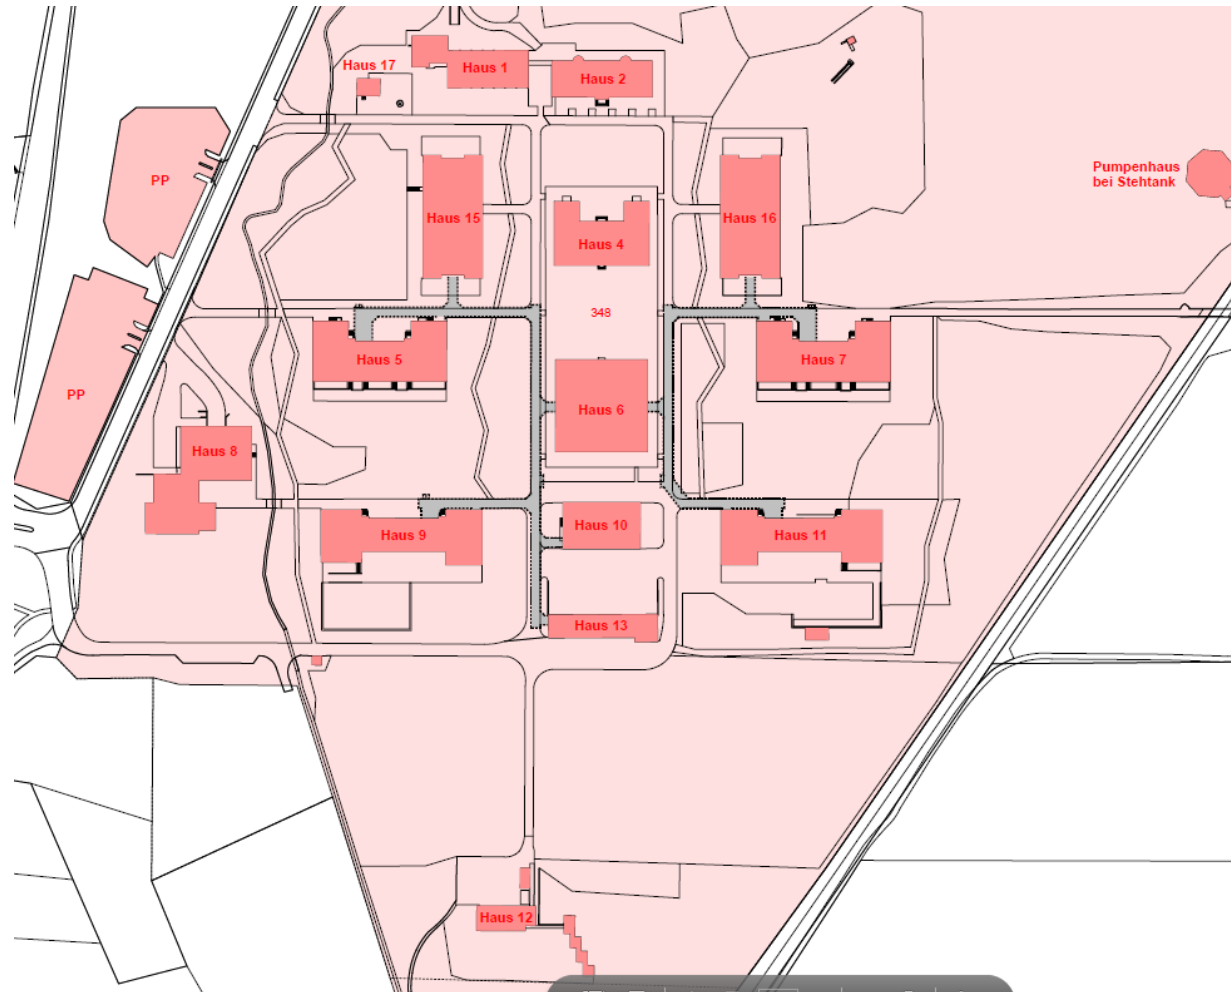 Haus 17
Haus 1
Haus 2
PP
Pumpenhaus
bei Stehtank
Haus 15
Haus 16
Haus 4
348
Haus 5
Haus 7
PP
Haus 6
Haus 8
Haus 10
Haus 9
Haus 11
Haus 13
Haus 12